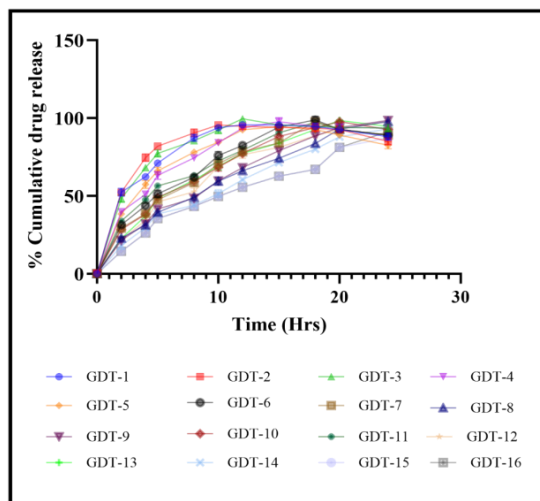 150
100
50
0
% Cumulative drug release
0 10 20 30
Time (Hrs)
GDT-1 GDT-2 GDT-3 GDT-4
GDT-5 GDT-6 GDT-7 GDT-8
GDT-9 GDT-10 GDT-11 GDT-12
GDT-13 GDT-14 GDT-15 GDT-16